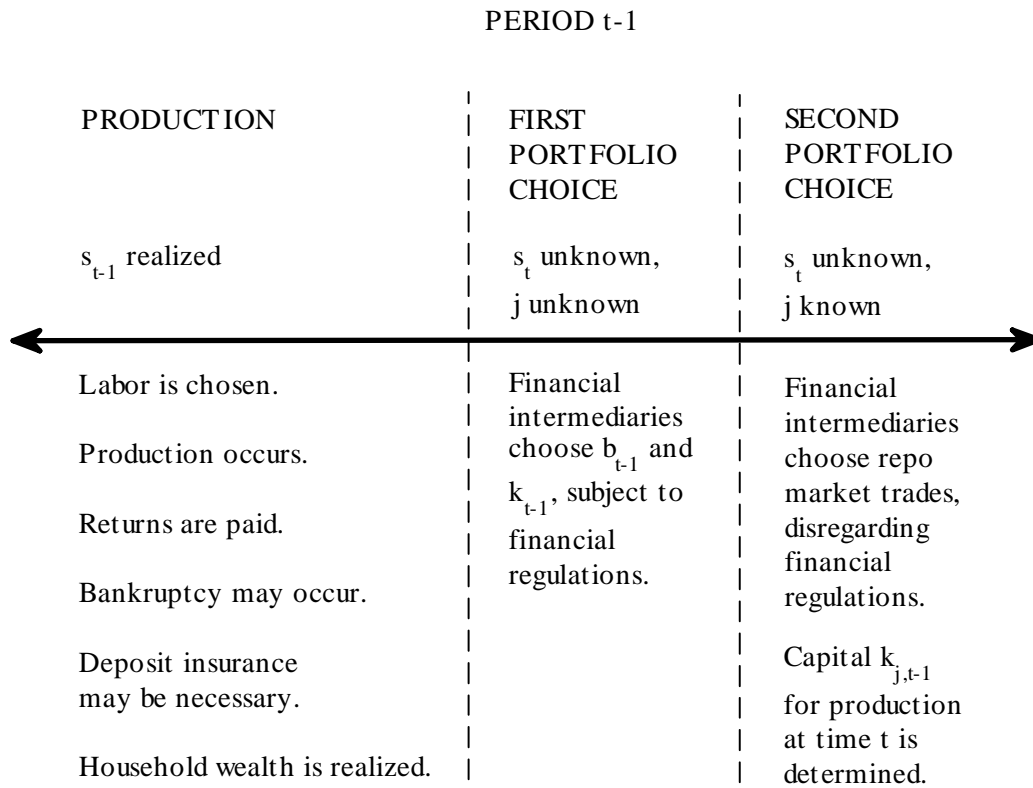 PERIOD t-1
PRODUCTION
s_{t-1} realized
FIRST
PORTFOLIO
CHOICE
s_t unknown,
j unknown
SECOND
PORTFOLIO
CHOICE
s_t unknown,
j known
Labor is chosen.
Production occurs.
Returns are paid.
Bankruptcy may occur.
Deposit insurance
may be necessary.
Household wealth is realized.
Financial
intermediaries
choose b_{t-1} and
k_{t-1}, subject to
financial
regulations.
Financial
intermediaries
choose repo
market trades,
disregarding
financial
regulations.
Capital k_{j,t-1}
for production
at time t is
determined.